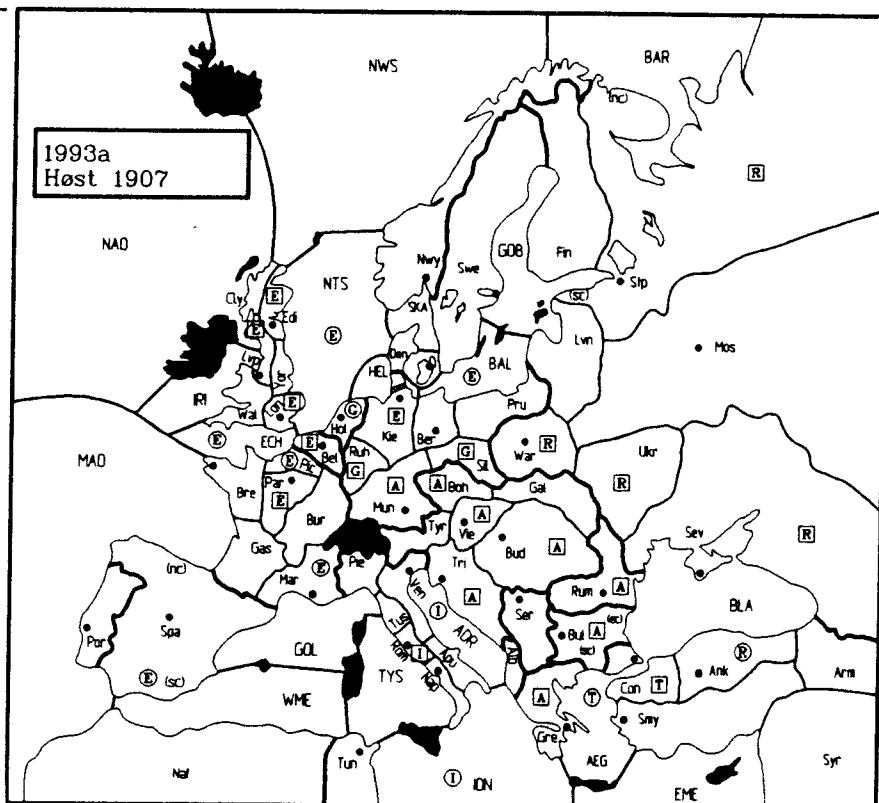 NWS
BAR
(nc)
1993a
Høst 1907
R
NAO
NTS
Nwy
Swe
GOB
Fin
Stp
(sc)
Cly
E
Edi
E
SKA
E
Mos
Lvn
Den
BAL
E
HEL
Lvp
Yor
IRI
Wal
Lon
E
Hol
G
Kie
E
Ber
Pru
War
R
Ukr
R
MAO
E
ECH
E
Bel
Ruh
G
G
Sil
E
Pic
Par
E
Bre
Bur
A
Mun
A
Boh
Gal
Tyr
A
Vie
Bud
A
Sev
R
Gas
Mar
E
Pie
Ven
Tri
A
Rum
A
BLA
(nc)
Por
Spa
E
(sc)
GOL
Tus
I
ADR
Ser
Bul
A
(ec)
(sc)
R
Ank
Arm
Rom
I
Apu
Nap
Alb
TYS
WME
A
T
Con
T
Smy
Gre
AEG
Naf
Tun
I
ION
EME
Syr